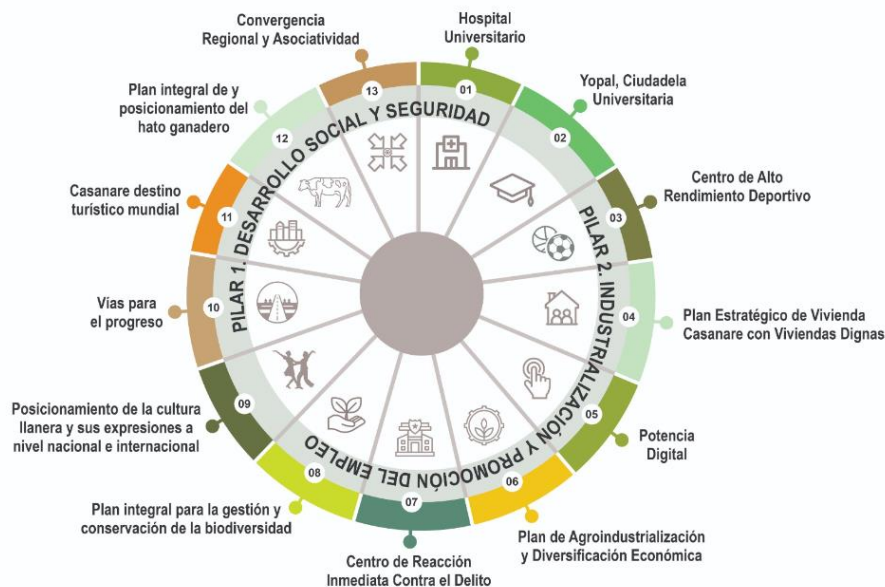 Hospital
Universitario
01
Yopal, Ciudadela
Universitaria
02
Centro de Alto
Rendimiento Deportivo
03
Plan Estratégico de Vivienda
Casanare con Viviendas Dignas
04
Potencia
Digital
05
Plan de Agroindustrialización
y Diversificación Económica
06
Centro de Reacción
Inmediata Contra el Delito
07
Plan integral para la gestión y
conservación de la biodiversidad
08
Posicionamiento de la cultura
llanera y sus expresiones a
nivel nacional e internacional
09
Vías para
el progreso
10
Casanare destino
turístico mundial
11
Plan integral de y
posicionamiento del
hato ganadero
12
Convergencia
Regional y Asociatividad
13
PILAR 1. DESARROLLO SOCIAL Y SEGURIDAD
PILAR 2. INDUSTRIALIZACIÓN Y PROMOCIÓN DEL EMPLEO